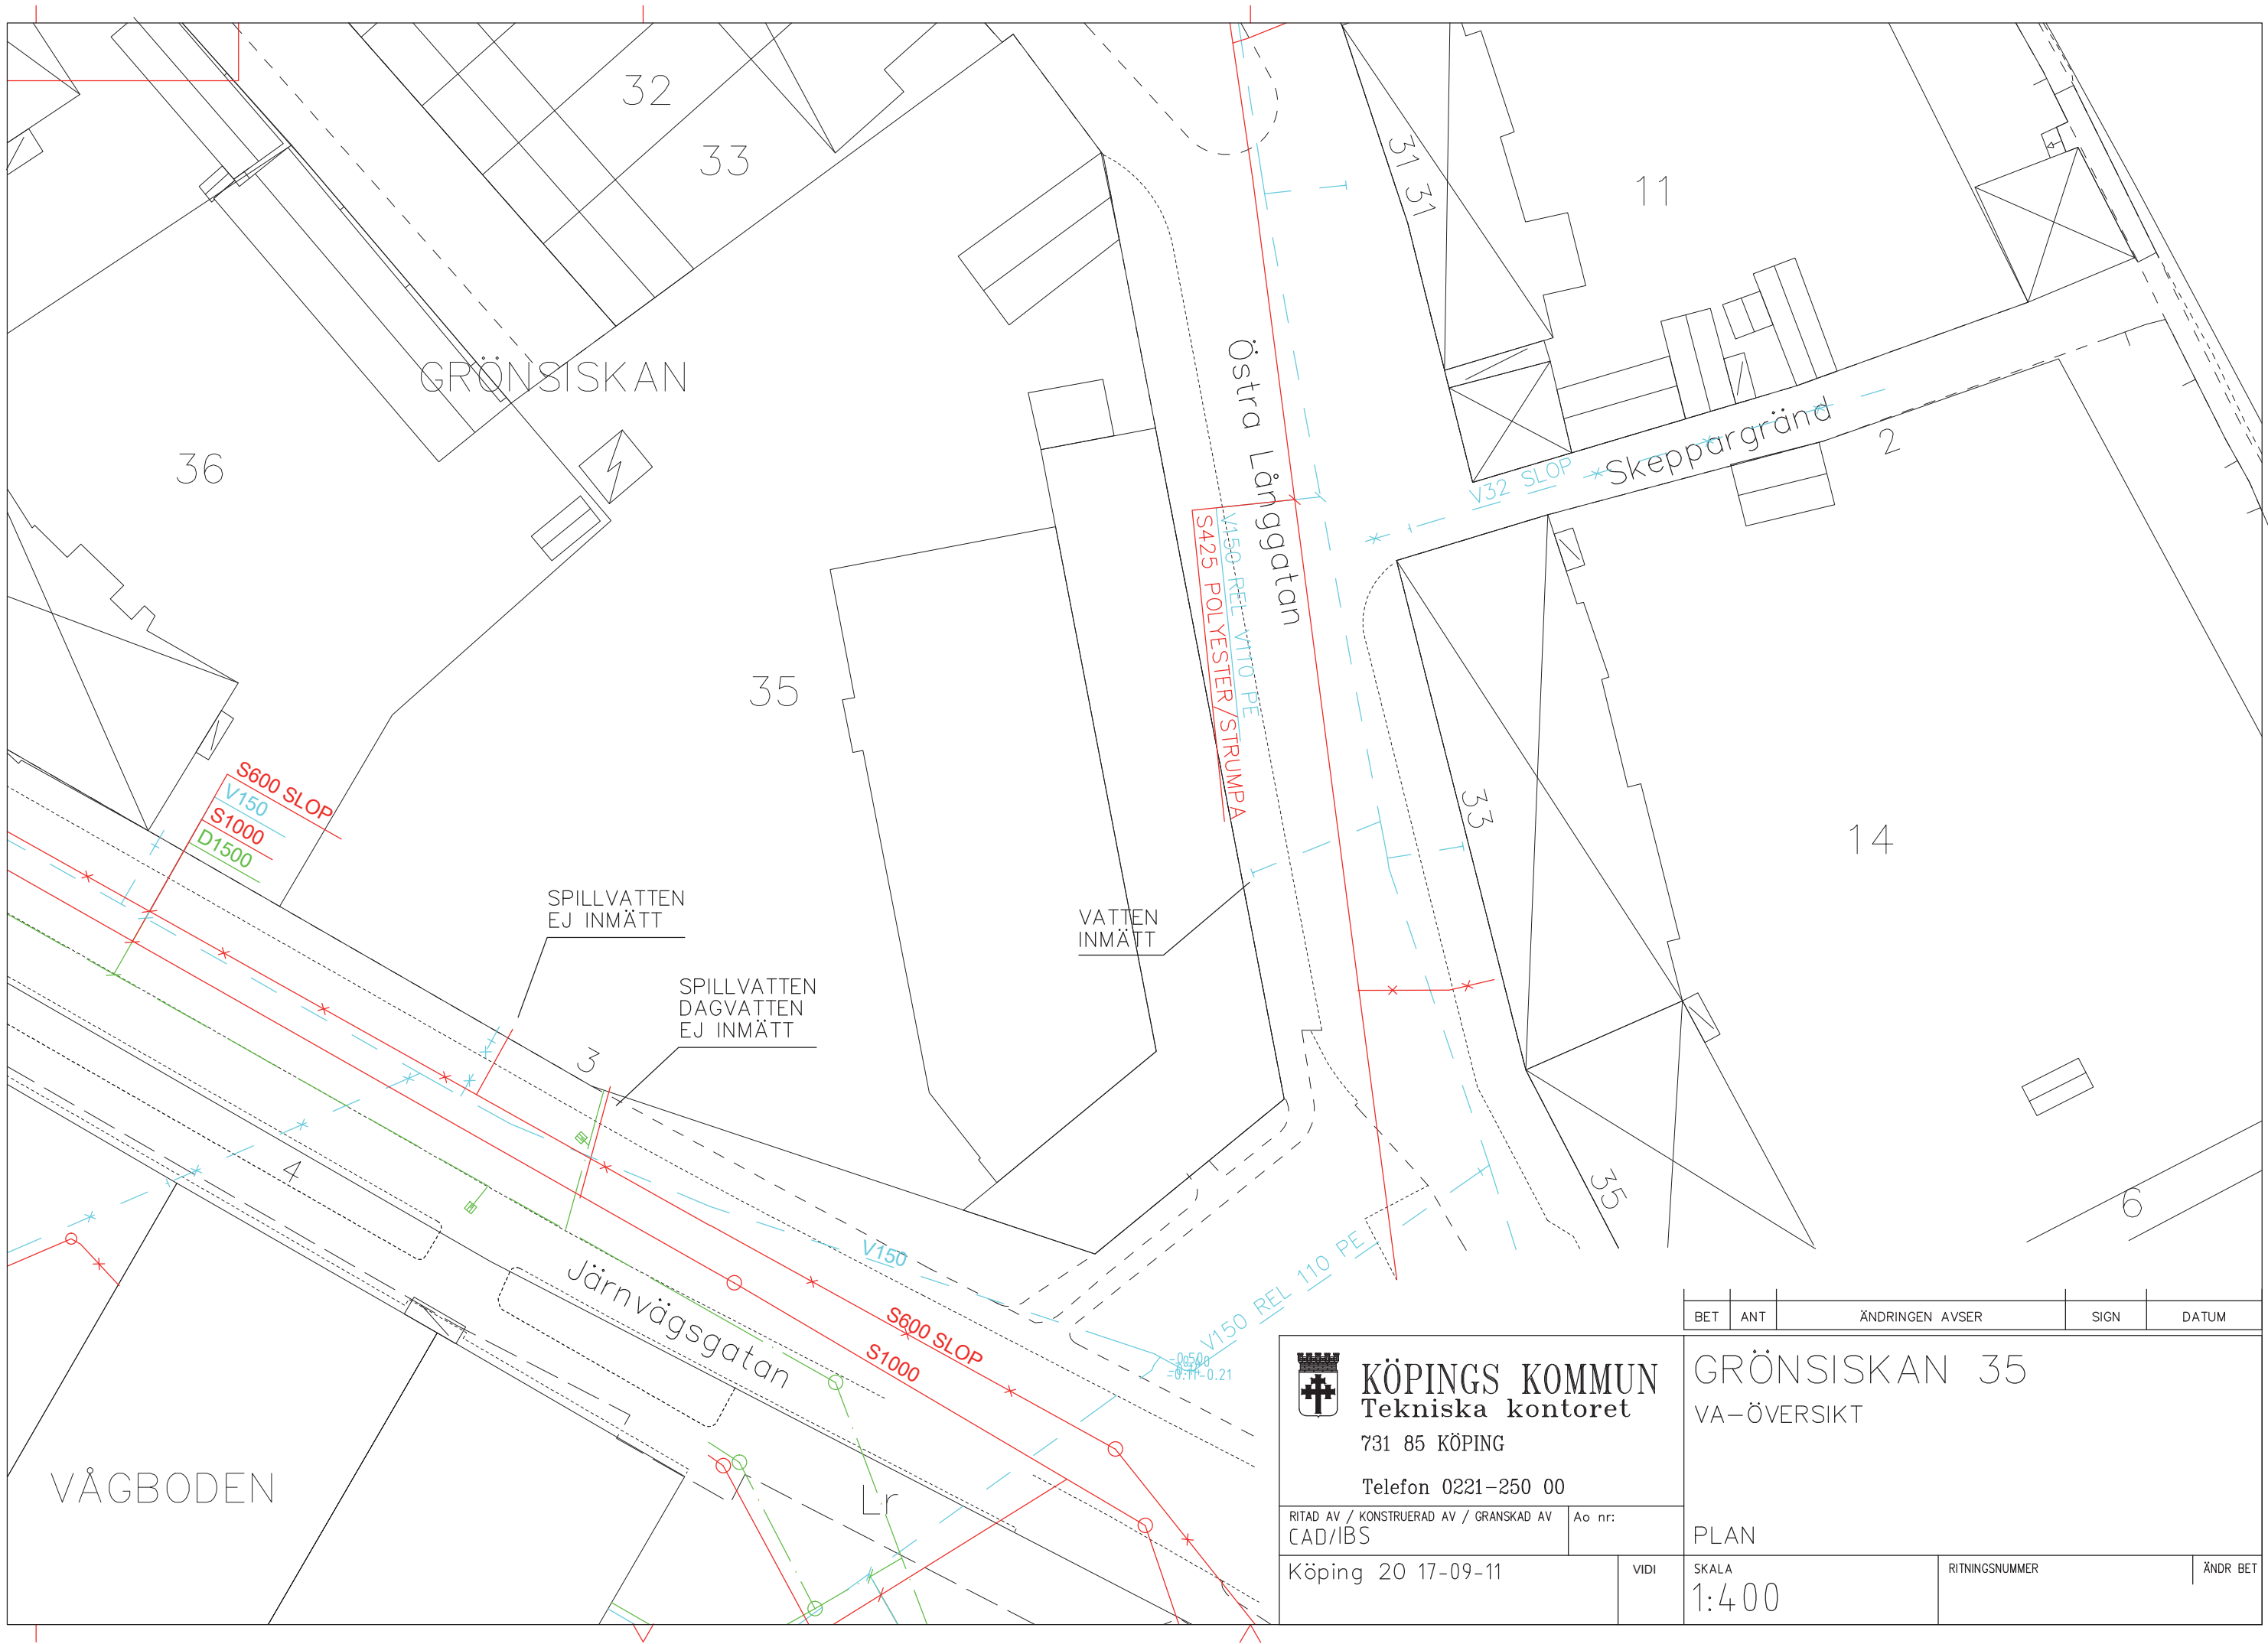 32
33
31 31
11
GRÖNSISKAN
36
Östra Långgatan
Skeppargränd
2
V32 SLOP
V150 REL V110 PE
S425 POLYESTER/STRUMPA
35
33
14
S600 SLOP
V150
S1000
D1500
SPILLVATTEN
EJ INMÄTT
VATTEN
INMÄTT
SPILLVATTEN
DAGVATTEN
EJ INMÄTT
3
4
35
6
V150
V150 REL 110 PE
Järnvägsgatan
S600 SLOP
S1000
-0.21
VÅGBODEN
Lr
BET
ANT
ÄNDRINGEN AVSER
SIGN
DATUM
KÖPINGS KOMMUN
Tekniska kontoret
731 85 KÖPING
Telefon 0221-250 00
GRÖNSISKAN 35
VA-ÖVERSIKT
PLAN
RITAD AV / KONSTRUERAD AV / GRANSKAD AV
CAD/IBS
Ao nr:
Köping 20 17-09-11
VIDI
SKALA
1:400
RITNINGSNUMMER
ÄNDR BET